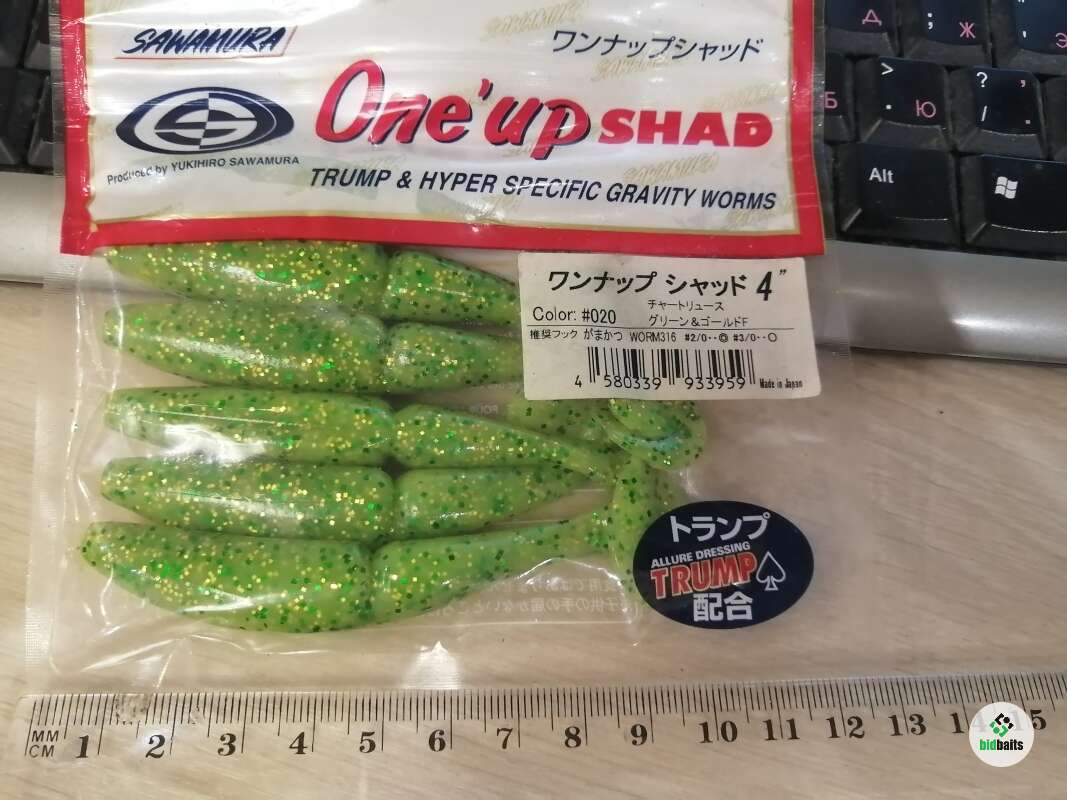 SAWAMURA
ワンナップシャッド
One'up SHAD
Produced by YUKIHIRO SAWAMURA
TRUMP & HYPER SPECIFIC GRAVITY WORMS
ワンナップ シャッド 4"
チャートリュース
Color: #020 グリーン&ゴールドF
推奨フック がまかつ WORM316 #2/0--◎ #3/0--○
4 580339 933959
Made in Japan
トランプ
ALLURE DRESSING
TRUMP
配合
Д ; Ж Э
Б > . Ю ? / , .
Alt
MM
CM 1 2 3 4 5 6 7 8 9 10 11 12 13 14 15
bidbaits